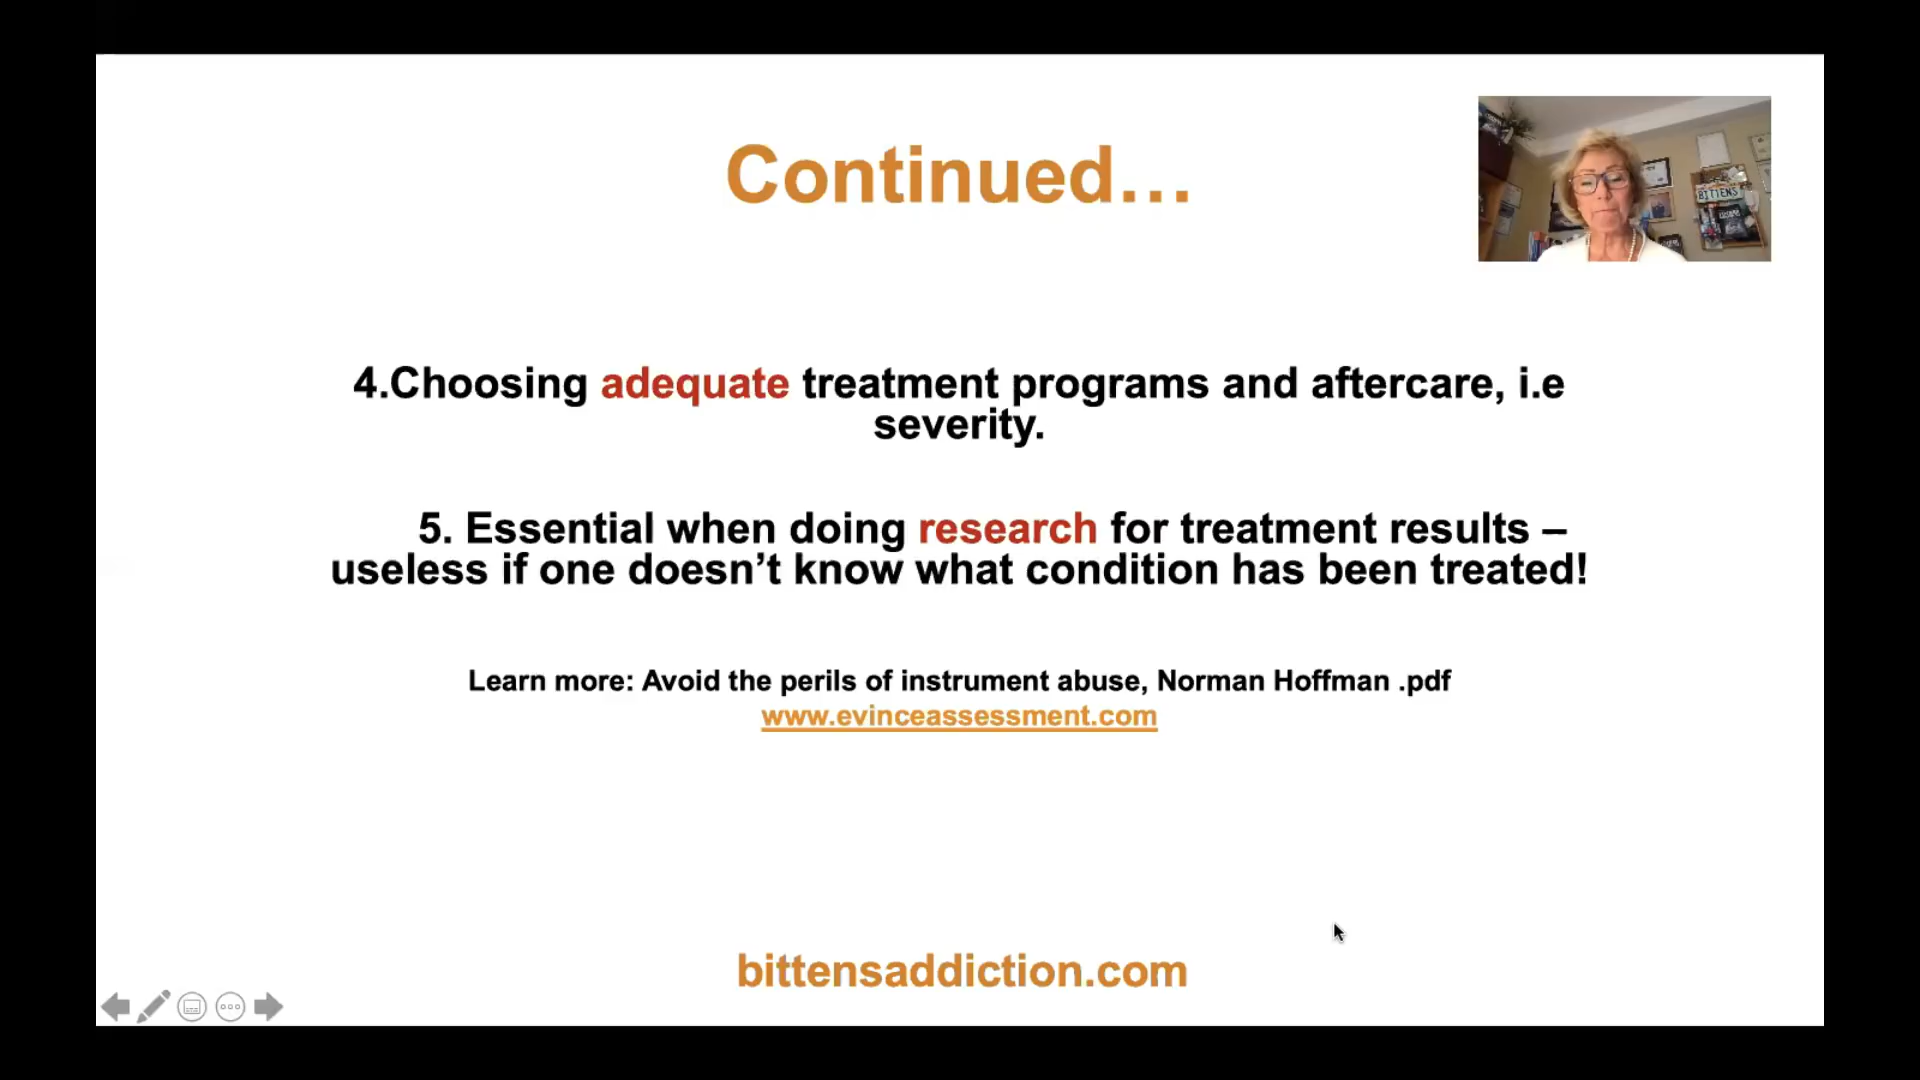 Continued…
BITTENS
4.Choosing adequate treatment programs and aftercare, i.e
severity.
5. Essential when doing research for treatment results –
useless if one doesn’t know what condition has been treated!
Learn more: Avoid the perils of instrument abuse, Norman Hoffman .pdf
www.evinceassessment.com
bittensaddiction.com